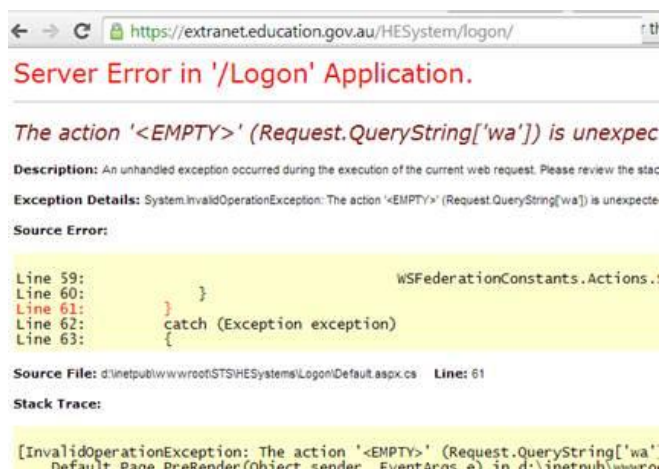 https://extranet.education.gov.au/HESystem/logon/
Server Error in '/Logon' Application.
The action '<EMPTY>' (Request.QueryString['wa']) is unexpec
Description: An unhandled exception occurred during the execution of the current web request. Please review the stac
Exception Details: System.InvalidOperationException: The action '<EMPTY>' (Request.QueryString['wa']) is unexpecte
Source Error:
Line 59: WSFederationConstants.Actions.
Line 60: }
Line 61: }
Line 62: catch (Exception exception)
Line 63: {
Source File: d:\inetpub\wwwroot\STS\HESystems\Logon\Default.aspx.cs Line: 61
Stack Trace:
[InvalidOperationException: The action '<EMPTY>' (Request.QueryString['wa'
Default.Page_PreRender(Object sender, EventArgs e) in d:\inetpub\wwwro